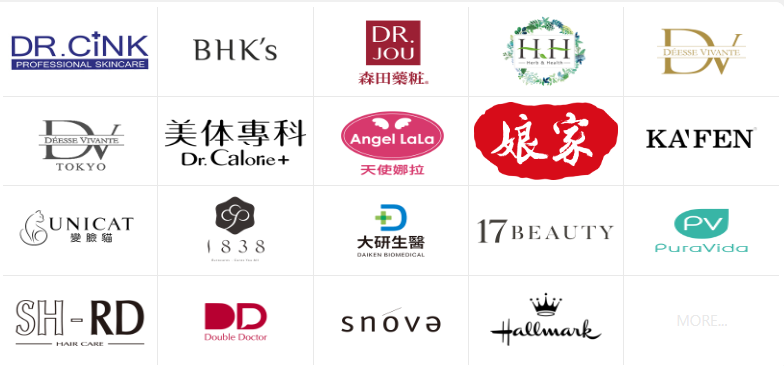 DR.CiNK
PROFESSIONAL SKINCARE
BHK's
DR.
JOU
森田藥粧®
H&H
Herb & Health
DV
DÉESSE VIVANTE
DV
DÉESSE VIVANTE
TOKYO
美体專科
Dr. Calorie+
Angel LaLa
天使娜拉
娘家
KA'FEN
UNICAT
變臉貓
1838
大研生醫
DAIKEN BIOMEDICAL
17BEAUTY
PV
PuraVida
SH-RD
HAIR CARE
DD
Double Doctor
snova
Hallmark
MORE...